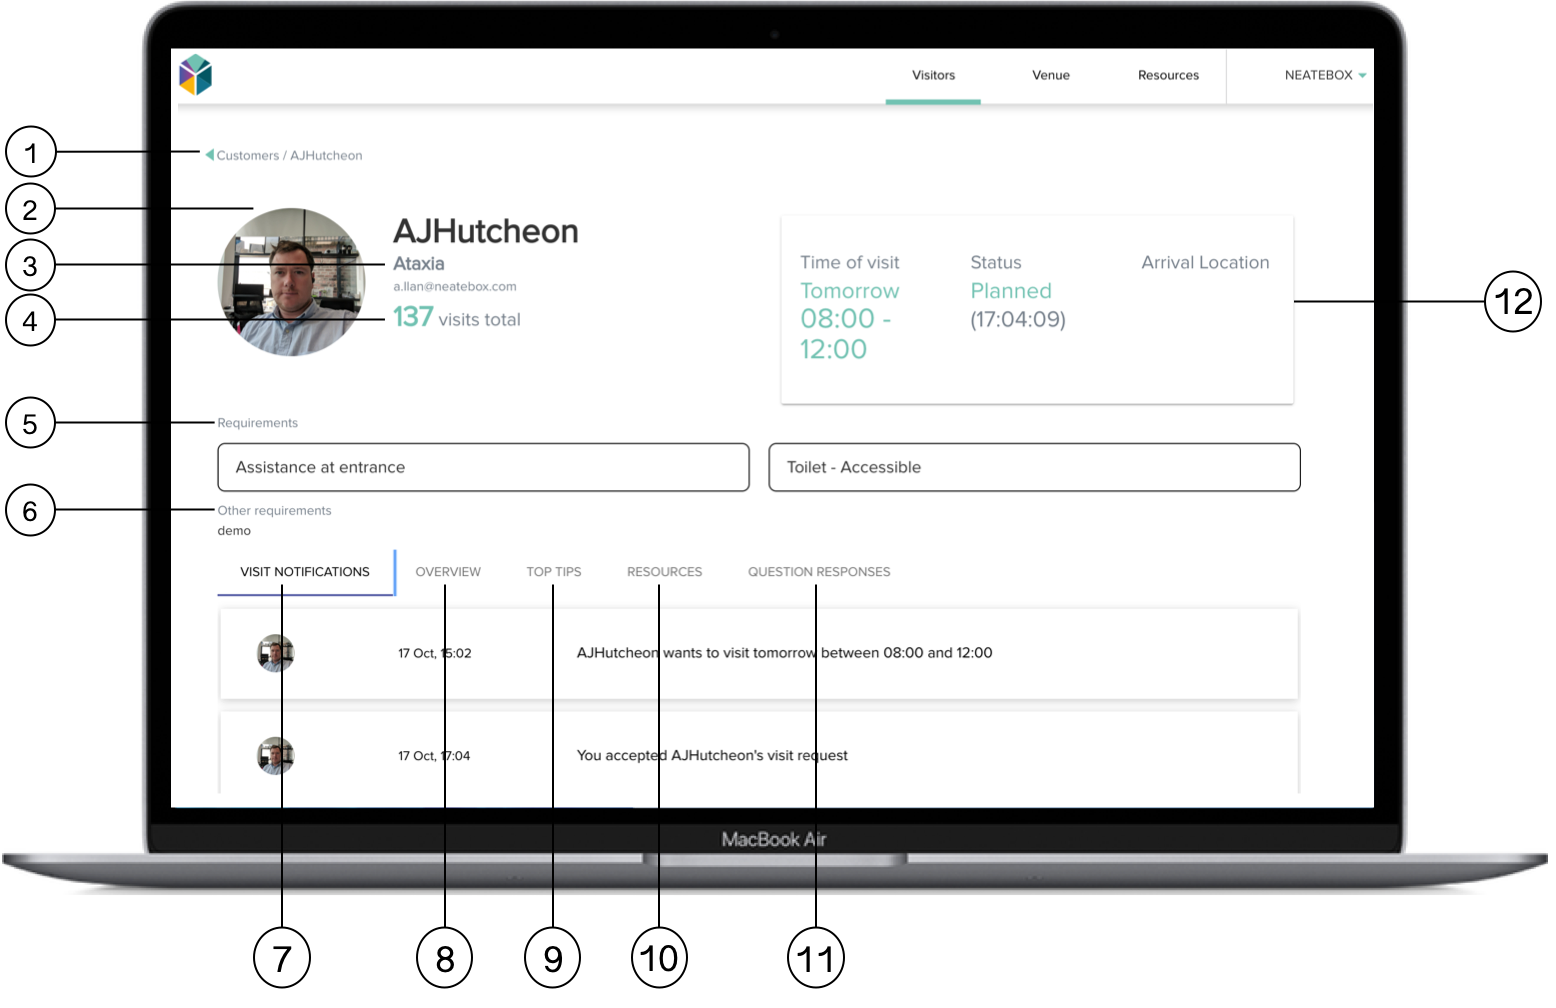 Visitors Venue Resources NEATEBOX
1
Customers / AJHutcheon
2
AJHutcheon
3
Ataxia
a.llan@neatebox.com
4
137 visits total
Time of visit Status Arrival Location
Tomorrow Planned
08:00 - (17:04:09)
12:00
12
5
Requirements
Assistance at entrance Toilet - Accessible
6
Other requirements
demo
VISIT NOTIFICATIONS OVERVIEW TOP TIPS RESOURCES QUESTION RESPONSES
17 Oct, 15:02 AJHutcheon wants to visit tomorrow between 08:00 and 12:00
17 Oct, 17:04 You accepted AJHutcheon's visit request
MacBook Air
7 8 9 10 11